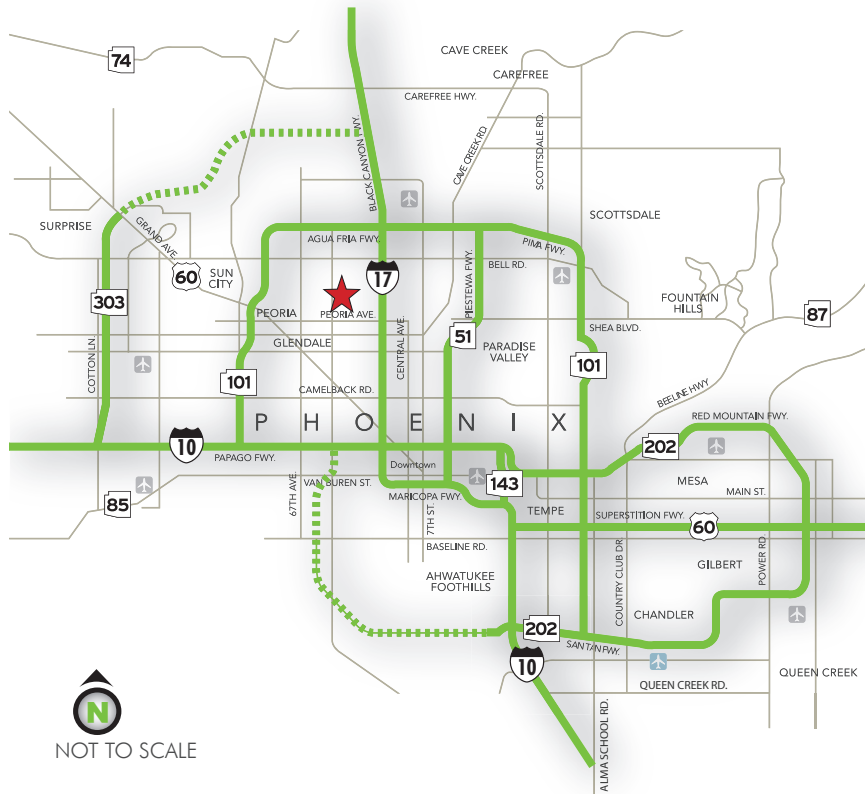 CAVE CREEK
74
CAREFREE
CAREFREE HWY.
BLACK CANYON FWY.
CAVE CREEK RD
SCOTTSDALE RD.
SURPRISE
GRAND AVE.
SCOTTSDALE
AGUA FRIA FWY.
PIMA FWY.
BELL RD.
60
SUN
CITY
17
PIESTEWA FWY.
303
FOUNTAIN
HILLS
87
PEORIA
PEORIA AVE.
51
SHEA BLVD.
GLENDALE
CENTRAL AVE.
PARADISE
VALLEY
COTTON LN.
101
101
CAMELBACK RD.
BEELINE HWY
PHOENIX
RED MOUNTAIN FWY.
10
202
PAPAGO FWY.
Downtown
67TH AVE.
VAN BUREN ST.
143
MESA
85
MARICOPA FWY.
MAIN ST.
7TH ST.
TEMPE
SUPERSTITION FWY.
60
BASELINE RD.
COUNTRY CLUB DR.
GILBERT
POWER RD.
AHWATUKEE
FOOTHILLS
CHANDLER
202
SANTAN FWY.
10
QUEEN CREEK
QUEEN CREEK RD.
ALMA SCHOOL RD.
N
NOT TO SCALE